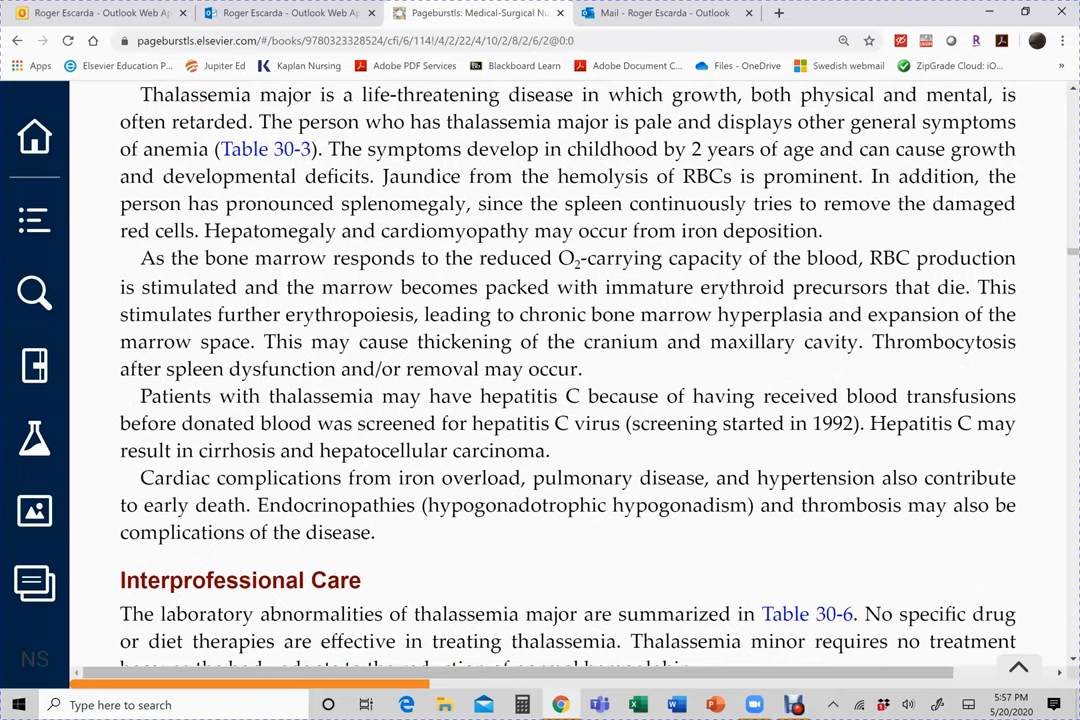 Roger Escarda – Outlook Web Ap
Roger Escarda – Outlook Web Ap
Pageburstls: Medical-Surgical Nu
Mail - Roger Escarda - Outlook
pageburstls.elsevier.com/#/books/9780323328524/cfi/6/114!/4/2/22/4/10/2/8/2/6/2@0:0
Apps
Elsevier Education P...
Jupiter Ed
Kaplan Nursing
Adobe PDF Services
Blackboard Learn
Adobe Document C...
Files - OneDrive
Swedish webmail
ZipGrade Cloud: iO...
Thalassemia major is a life-threatening disease in which growth, both physical and mental, is
often retarded. The person who has thalassemia major is pale and displays other general symptoms
of anemia (Table 30-3). The symptoms develop in childhood by 2 years of age and can cause growth
and developmental deficits. Jaundice from the hemolysis of RBCs is prominent. In addition, the
person has pronounced splenomegaly, since the spleen continuously tries to remove the damaged
red cells. Hepatomegaly and cardiomyopathy may occur from iron deposition.
As the bone marrow responds to the reduced O2-carrying capacity of the blood, RBC production
is stimulated and the marrow becomes packed with immature erythroid precursors that die. This
stimulates further erythropoiesis, leading to chronic bone marrow hyperplasia and expansion of the
marrow space. This may cause thickening of the cranium and maxillary cavity. Thrombocytosis
after spleen dysfunction and/or removal may occur.
Patients with thalassemia may have hepatitis C because of having received blood transfusions
before donated blood was screened for hepatitis C virus (screening started in 1992). Hepatitis C may
result in cirrhosis and hepatocellular carcinoma.
Cardiac complications from iron overload, pulmonary disease, and hypertension also contribute
to early death. Endocrinopathies (hypogonadotrophic hypogonadism) and thrombosis may also be
complications of the disease.
Interprofessional Care
The laboratory abnormalities of thalassemia major are summarized in Table 30-6. No specific drug
or diet therapies are effective in treating thalassemia. Thalassemia minor requires no treatment
NS
Type here to search
5:57 PM
5/20/2020